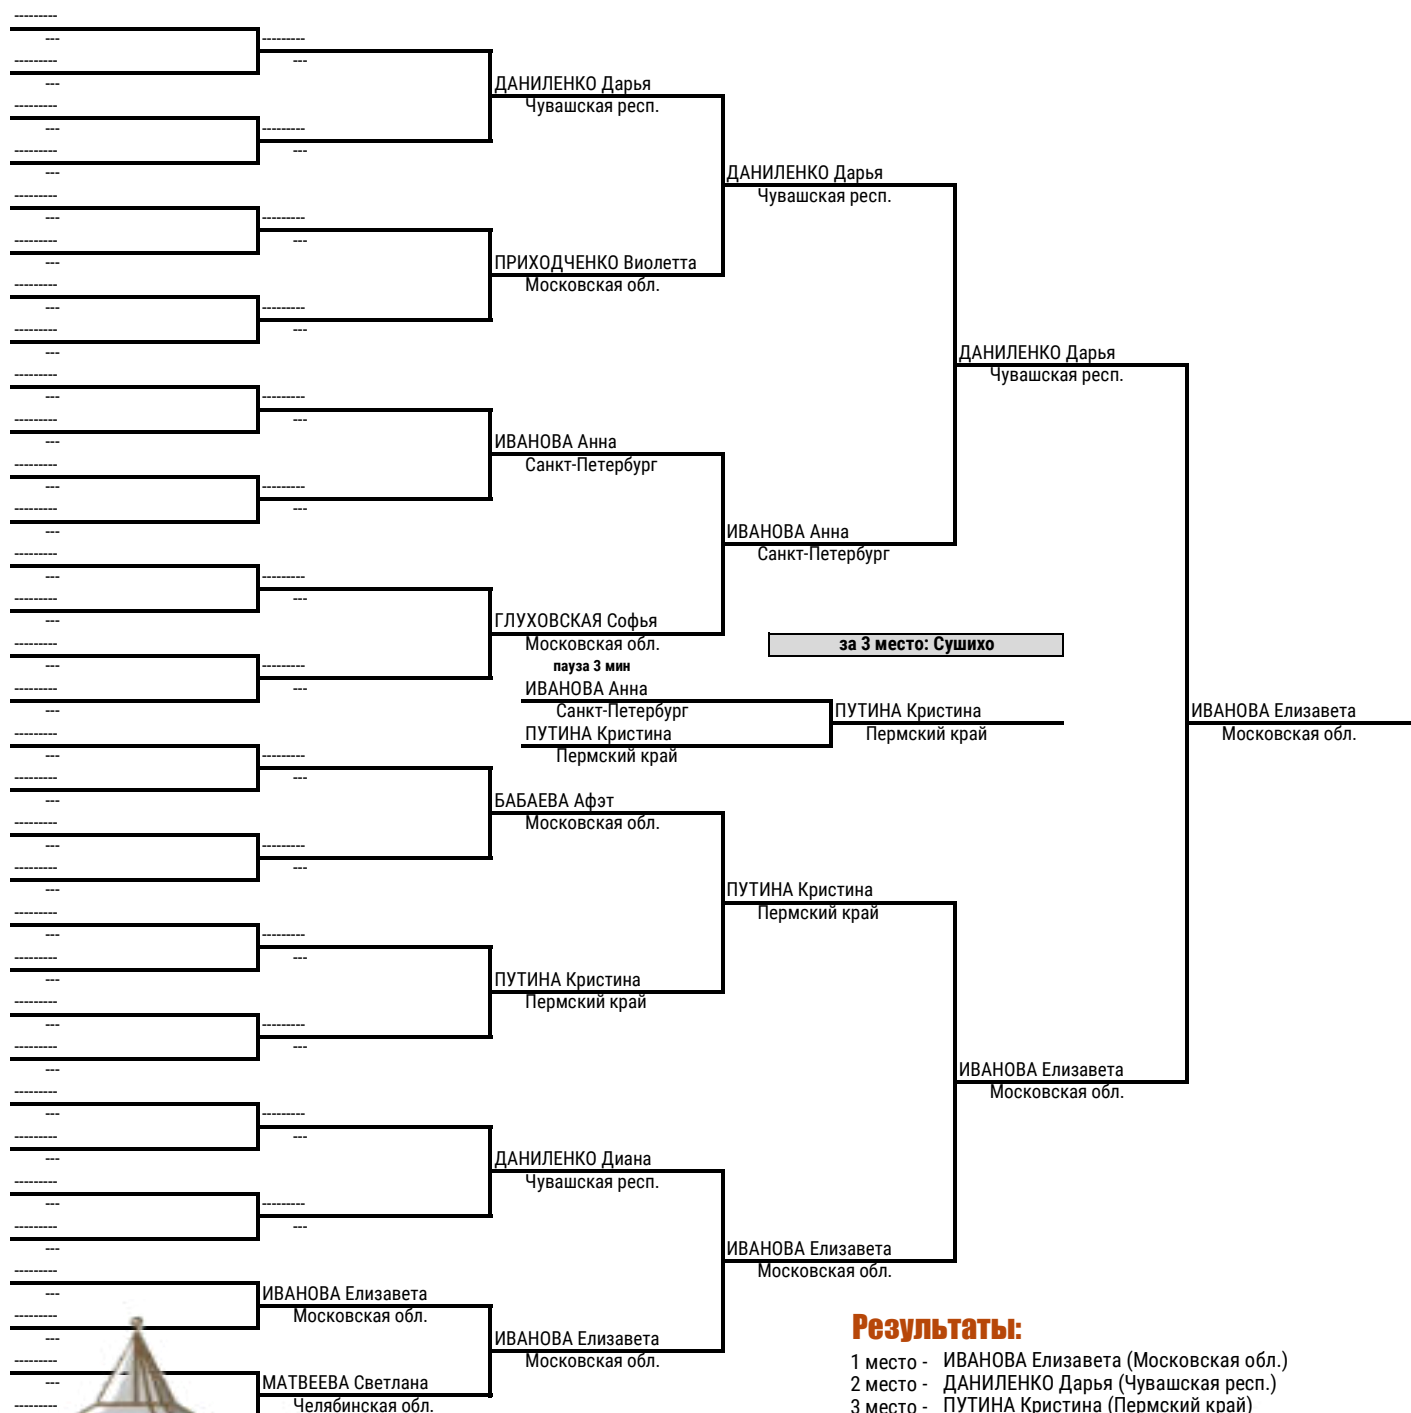 ДАНИЛЕНКО Дарья
Чувашская респ.
ДАНИЛЕНКО Дарья
Чувашская респ.
ПРИХОДЧЕНКО Виолетта
Московская обл.
ДАНИЛЕНКО Дарья
Чувашская респ.
ИВАНОВА Анна
Санкт-Петербург
ИВАНОВА Анна
Санкт-Петербург
ГЛУХОВСКАЯ Софья
Московская обл.
за 3 место: Сушихо
пауза 3 мин
ИВАНОВА Анна
Санкт-Петербург
ПУТИНА Кристина
Пермский край
ПУТИНА Кристина
Пермский край
ИВАНОВА Елизавета
Московская обл.
БАБАЕВА Афэт
Московская обл.
ПУТИНА Кристина
Пермский край
ПУТИНА Кристина
Пермский край
ИВАНОВА Елизавета
Московская обл.
ДАНИЛЕНКО Диана
Чувашская респ.
ИВАНОВА Елизавета
Московская обл.
ИВАНОВА Елизавета
Московская обл.
ИВАНОВА Елизавета
Московская обл.
МАТВЕЕВА Светлана
Челябинская обл.
Результаты:
1 место - ИВАНОВА Елизавета (Московская обл.)
2 место - ДАНИЛЕНКО Дарья (Чувашская респ.)
3 место - ПУТИНА Кристина (Пермский край)